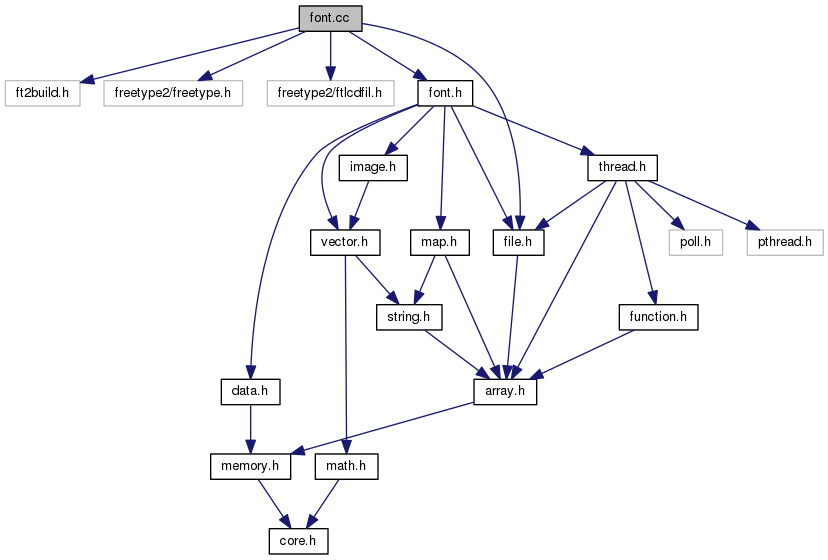 font.cc
ft2build.h
freetype2/freetype.h
freetype2/ftlcdfil.h
font.h
image.h
thread.h
vector.h
map.h
file.h
poll.h
pthread.h
string.h
function.h
data.h
array.h
memory.h
math.h
core.h